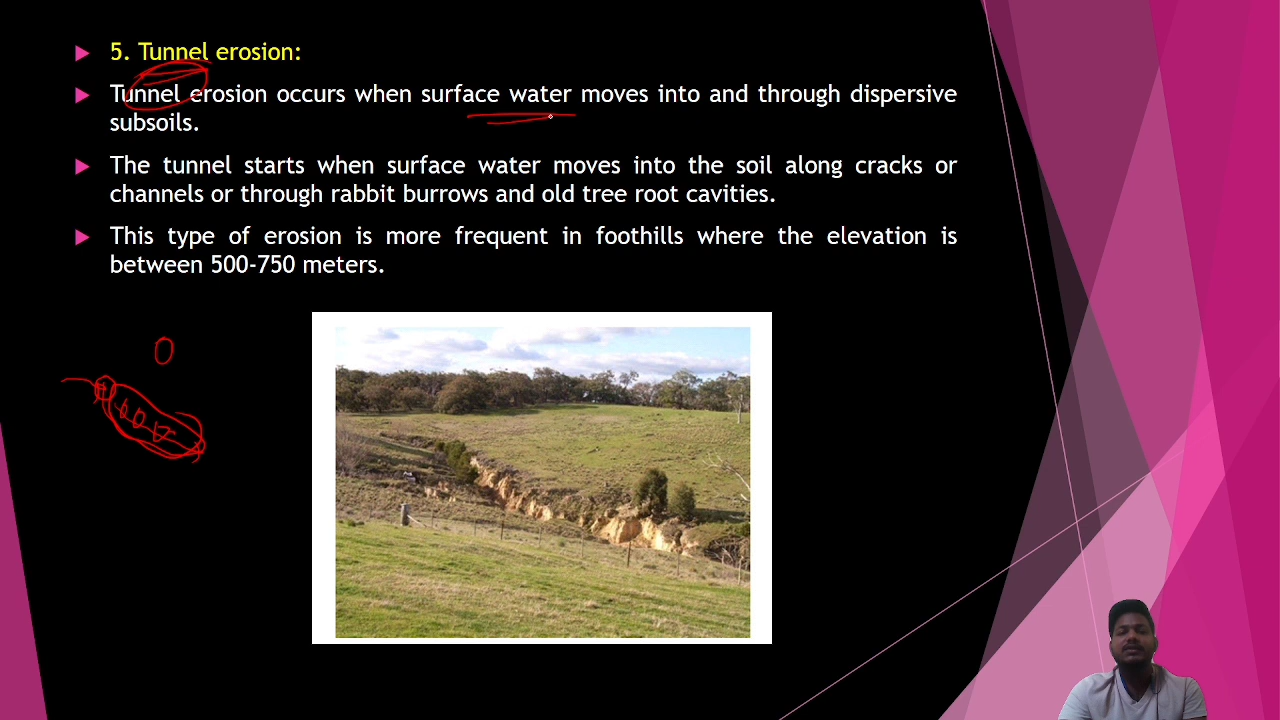 5. Tunnel erosion:
Tunnel erosion occurs when surface water moves into and through dispersive
subsoils.
The tunnel starts when surface water moves into the soil along cracks or
channels or through rabbit burrows and old tree root cavities.
This type of erosion is more frequent in foothills where the elevation is
between 500-750 meters.